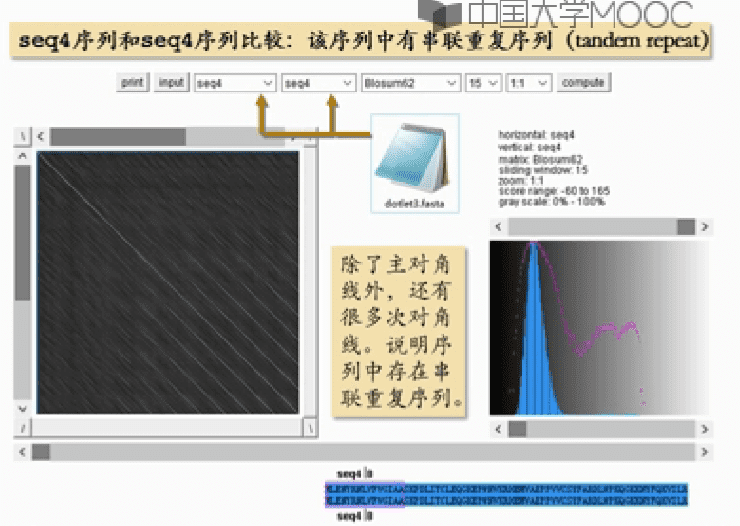 中国大学MOOC
seq4序列和seq4序列比较：该序列中有串联重复序列（tandem repeat）
print input seq4 seq4 Blosum62 15 1:1 compute
dotlet3.fasta
horizontal: seq4
vertical: seq4
matrix: Blosum62
sliding window: 15
zoom: 1:1
score range: -60 to 165
gray scale: 0% - 100%
除了主对角
线外，还有
很多次对角
线。说明序
列中存在串
联重复序列。
seq4 | 0
seq4 | 0